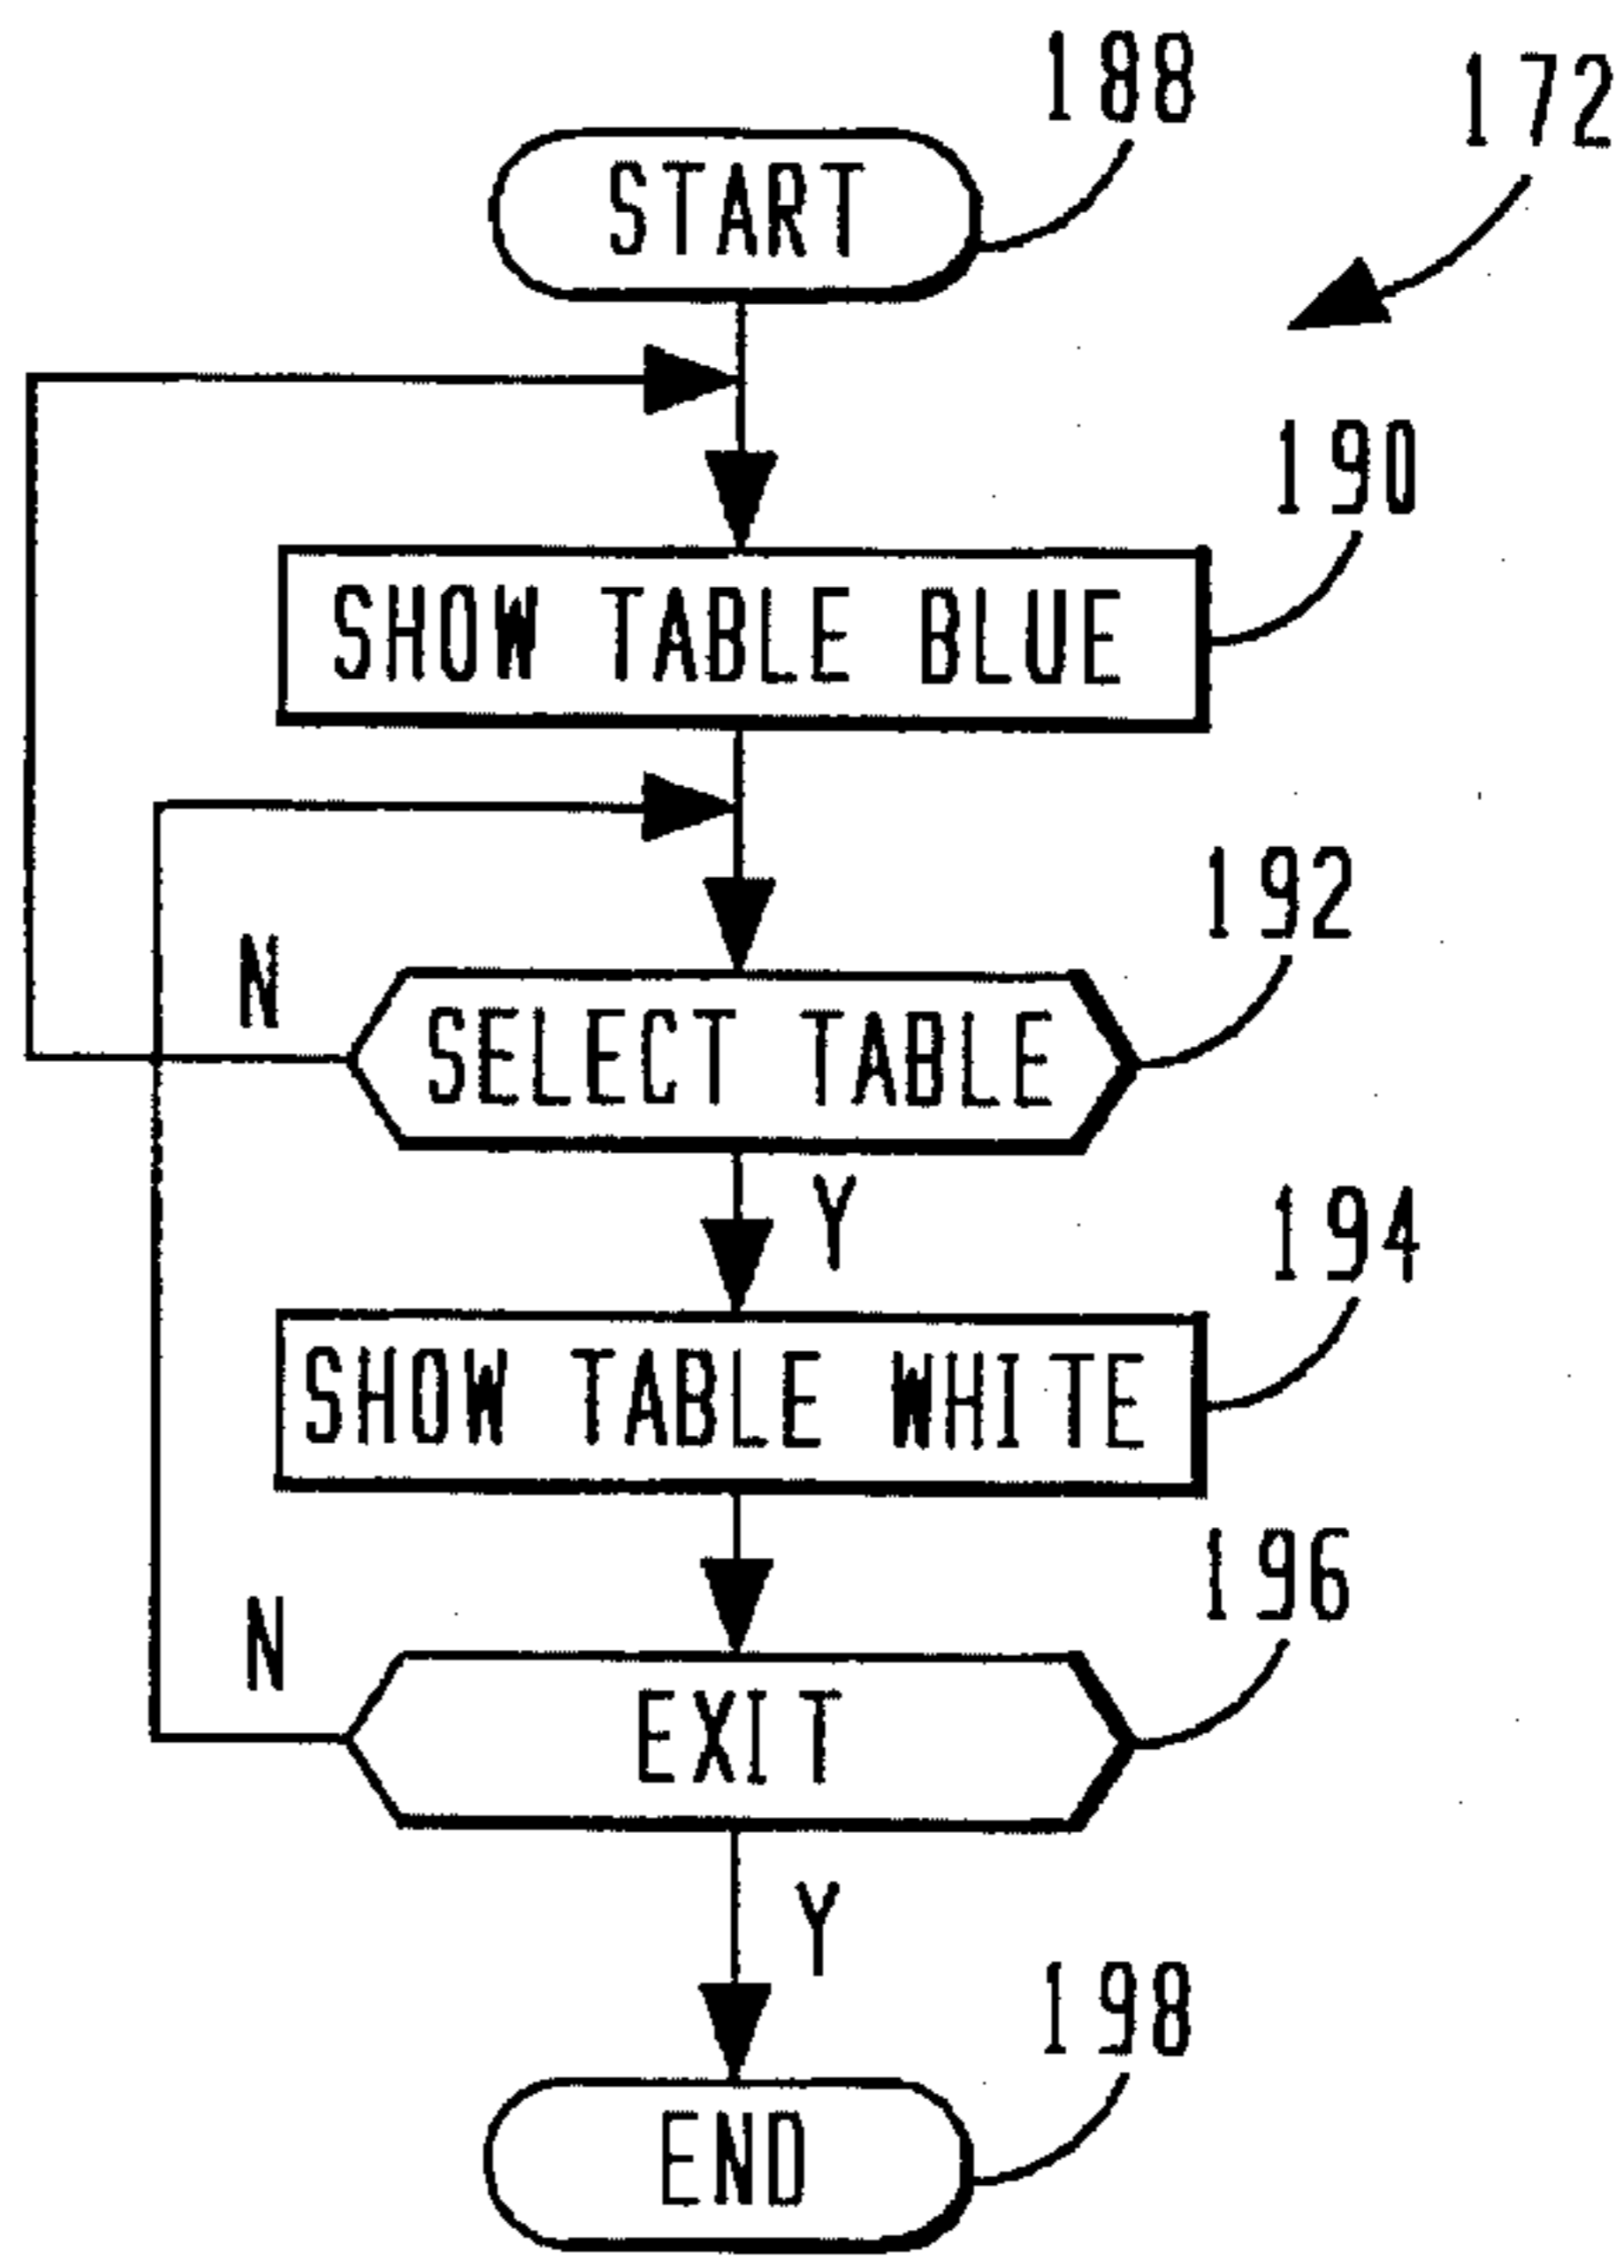 188
172
START
190
SHOW TABLE BLUE
192
N
SELECT TABLE
Y
194
SHOW TABLE WHITE
196
N
EXIT
Y
198
END